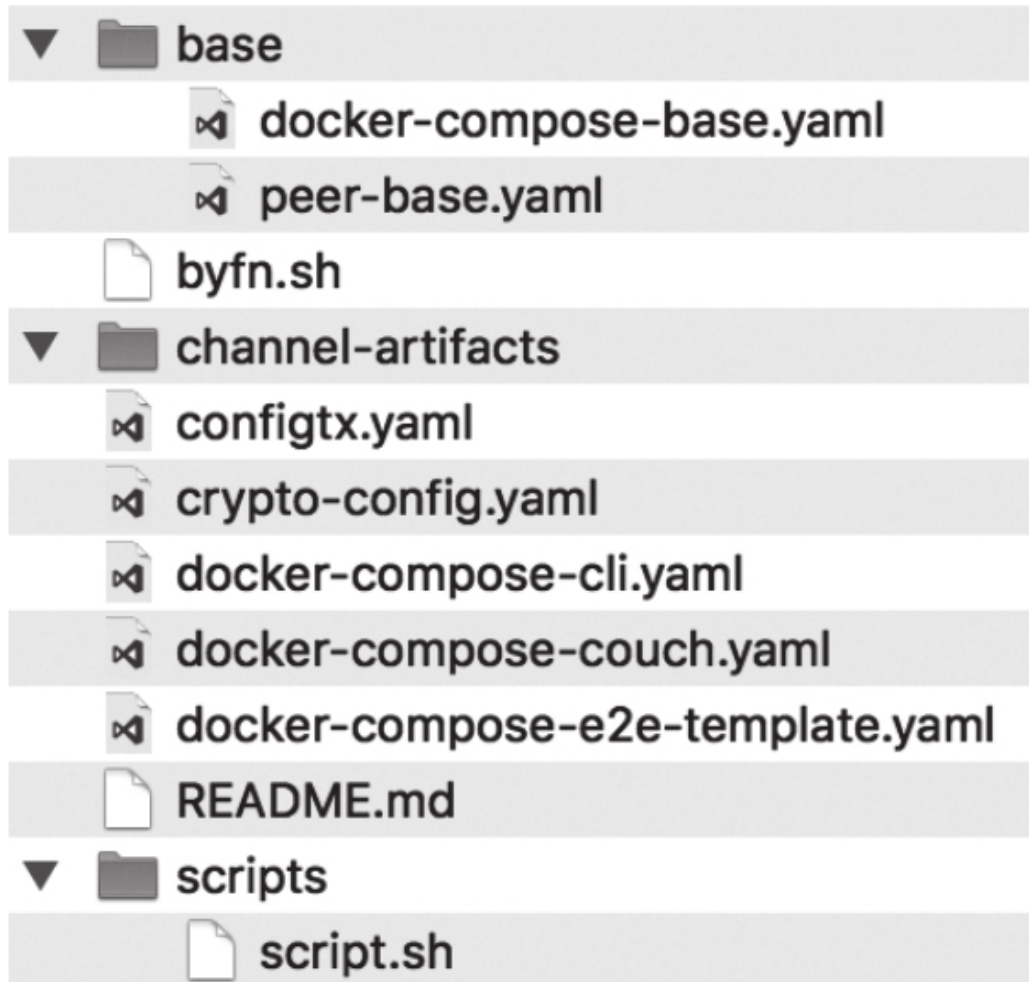 base
docker-compose-base.yaml
peer-base.yaml
byfn.sh
channel-artifacts
configtx.yaml
crypto-config.yaml
docker-compose-cli.yaml
docker-compose-couch.yaml
docker-compose-e2e-template.yaml
README.md
scripts
script.sh